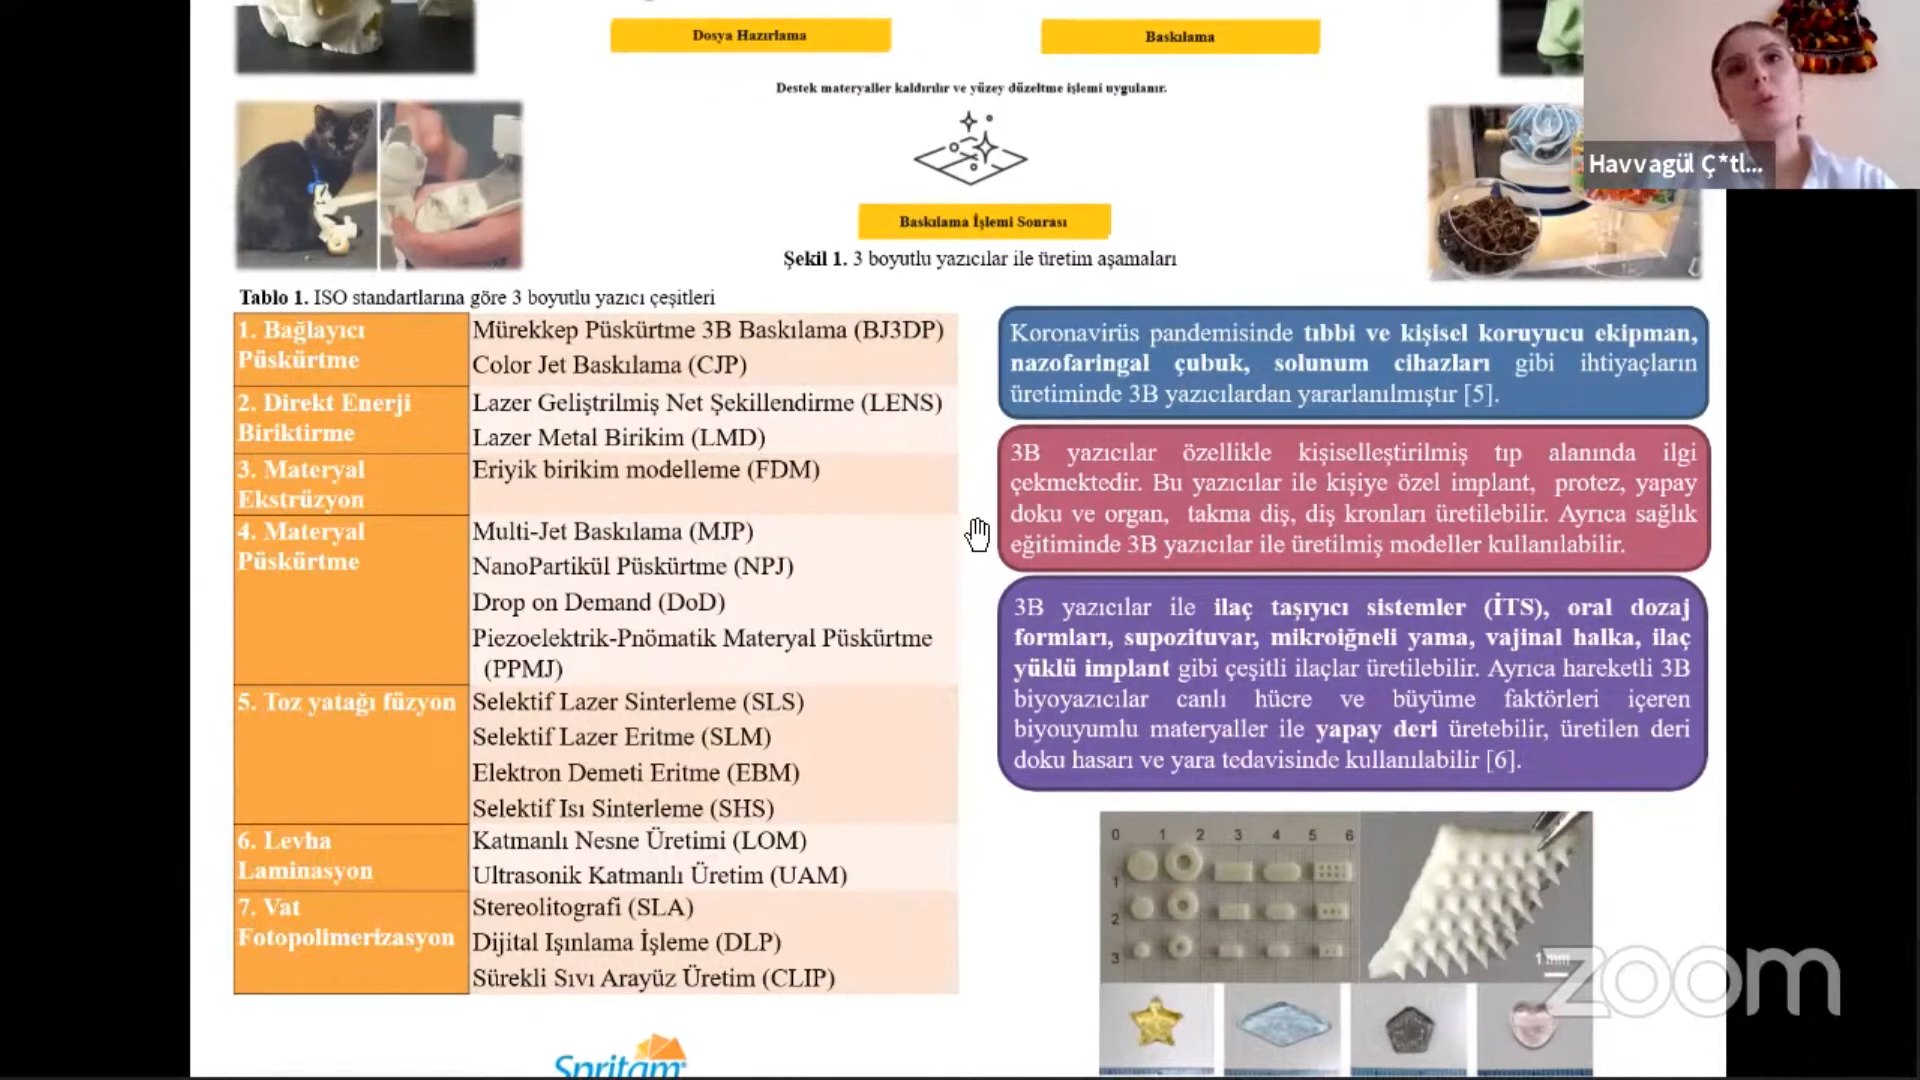 Dosya Hazırlama
Baskılama
Destek materyaller kaldırılır ve yüzey düzeltme işlemi uygulanır.
Havvagül Ç*tl...
Baskılama İşlemi Sonrası
Şekil 1. 3 boyutlu yazıcılar ile üretim aşamaları
Tablo 1. ISO standartlarına göre 3 boyutlu yazıcı çeşitleri
1. Bağlayıcı
Püskürtme
Mürekkep Püskürtme 3B Baskılama (BJ3DP)
Color Jet Baskılama (CJP)
2. Direkt Enerji
Biriktirme
Lazer Geliştrilmiş Net Şekillendirme (LENS)
Lazer Metal Birikim (LMD)
3. Materyal
Ekstrüzyon
Eriyik birikim modelleme (FDM)
4. Materyal
Püskürtme
Multi-Jet Baskılama (MJP)
NanoPartikül Püskürtme (NPJ)
Drop on Demand (DoD)
Piezoelektrik-Pnömatik Materyal Püskürtme
(PPMJ)
5. Toz yatağı füzyon
Selektif Lazer Sinterleme (SLS)
Selektif Lazer Eritme (SLM)
Elektron Demeti Eritme (EBM)
Selektif Isı Sinterleme (SHS)
6. Levha
Laminasyon
Katmanlı Nesne Üretimi (LOM)
Ultrasonik Katmanlı Üretim (UAM)
7. Vat
Fotopolimerizasyon
Stereolitografi (SLA)
Dijital Işınlama İşleme (DLP)
Sürekli Sıvı Arayüz Üretim (CLIP)
Koronavirüs pandemisinde tıbbi ve kişisel koruyucu ekipman,
nazofaringal çubuk, solunum cihazları gibi ihtiyaçların
üretiminde 3B yazıcılardan yararlanılmıştır [5].
3B yazıcılar özellikle kişiselleştirilmiş tıp alanında ilgi
çekmektedir. Bu yazıcılar ile kişiye özel implant, protez, yapay
doku ve organ, takma diş, diş kronları üretilebilir. Ayrıca sağlık
eğitiminde 3B yazıcılar ile üretilmiş modeller kullanılabilir.
3B yazıcılar ile ilaç taşıyıcı sistemler (İTS), oral dozaj
formları, supozituvar, mikroiğneli yama, vajinal halka, ilaç
yüklü implant gibi çeşitli ilaçlar üretilebilir. Ayrıca hareketli 3B
biyoyazıcılar canlı hücre ve büyüme faktörleri içeren
biyouyumlu materyaller ile yapay deri üretebilir, üretilen deri
doku hasarı ve yara tedavisinde kullanılabilir [6].
0 1 2 3 4 5 6
1
2
3
1 mm
zoom
Spritam